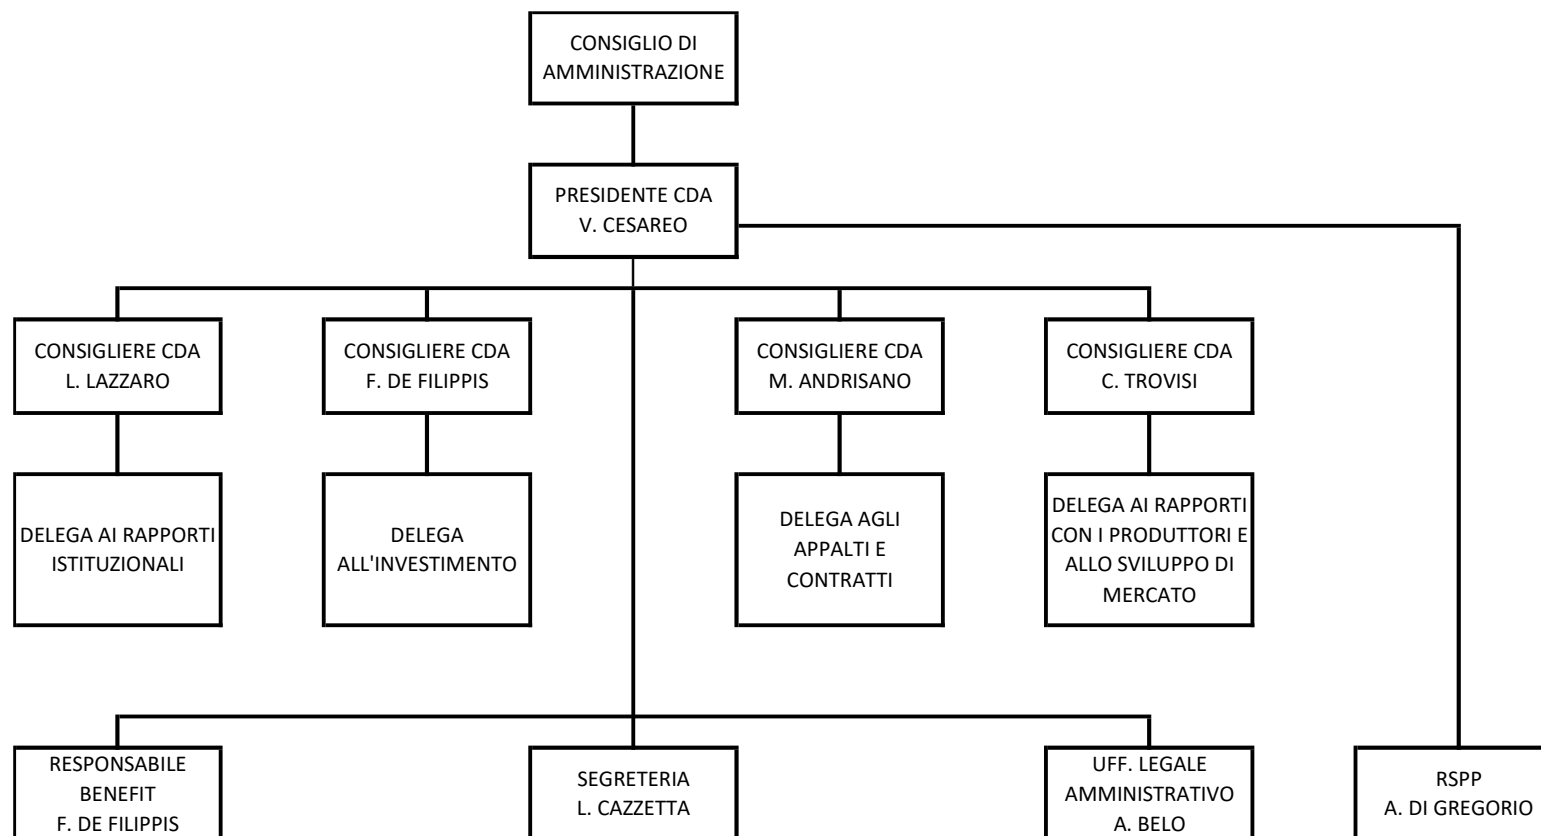 CONSIGLIO DI
AMMINISTRAZIONE
PRESIDENTE CDA
V. CESAREO
CONSIGLIERE CDA
L. LAZZARO
CONSIGLIERE CDA
F. DE FILIPPIS
CONSIGLIERE CDA
M. ANDRISANO
CONSIGLIERE CDA
C. TROVISI
DELEGA AI RAPPORTI
ISTITUZIONALI
DELEGA
ALL'INVESTIMENTO
DELEGA AGLI
APPALTI E
CONTRATTI
DELEGA AI RAPPORTI
CON I PRODUTTORI E
ALLO SVILUPPO DI
MERCATO
RESPONSABILE
BENEFIT
F. DE FILIPPIS
SEGRETERIA
L. CAZZETTA
UFF. LEGALE
AMMINISTRATIVO
A. BELO
RSPP
A. DI GREGORIO